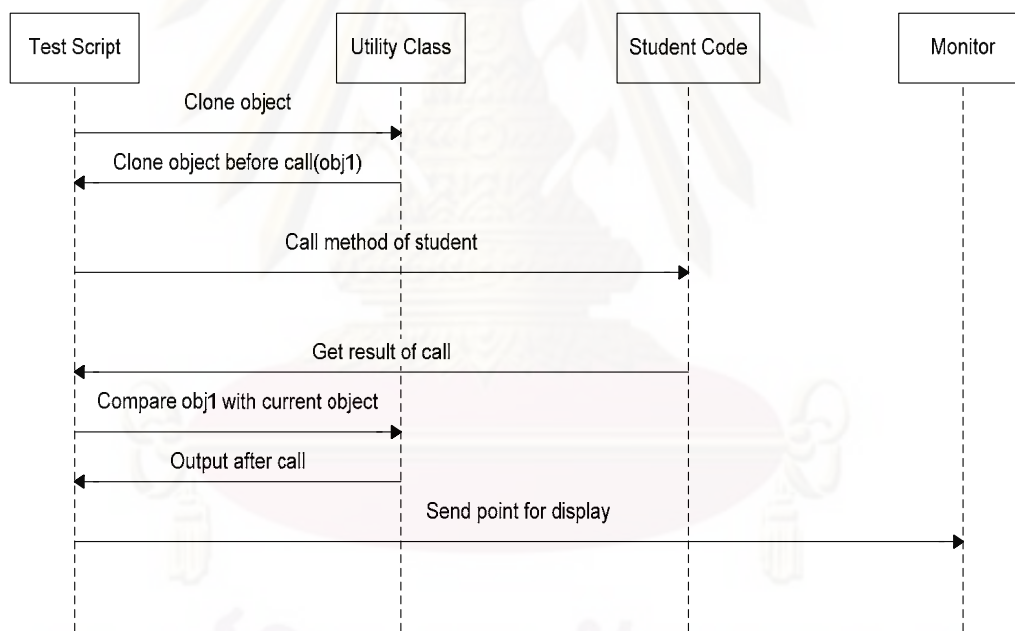 Test Script
Utility Class
Student Code
Monitor
Clone object
Clone object before call(obj1)
Call method of student
Get result of call
Compare obj1 with current object
Output after call
Send point for display